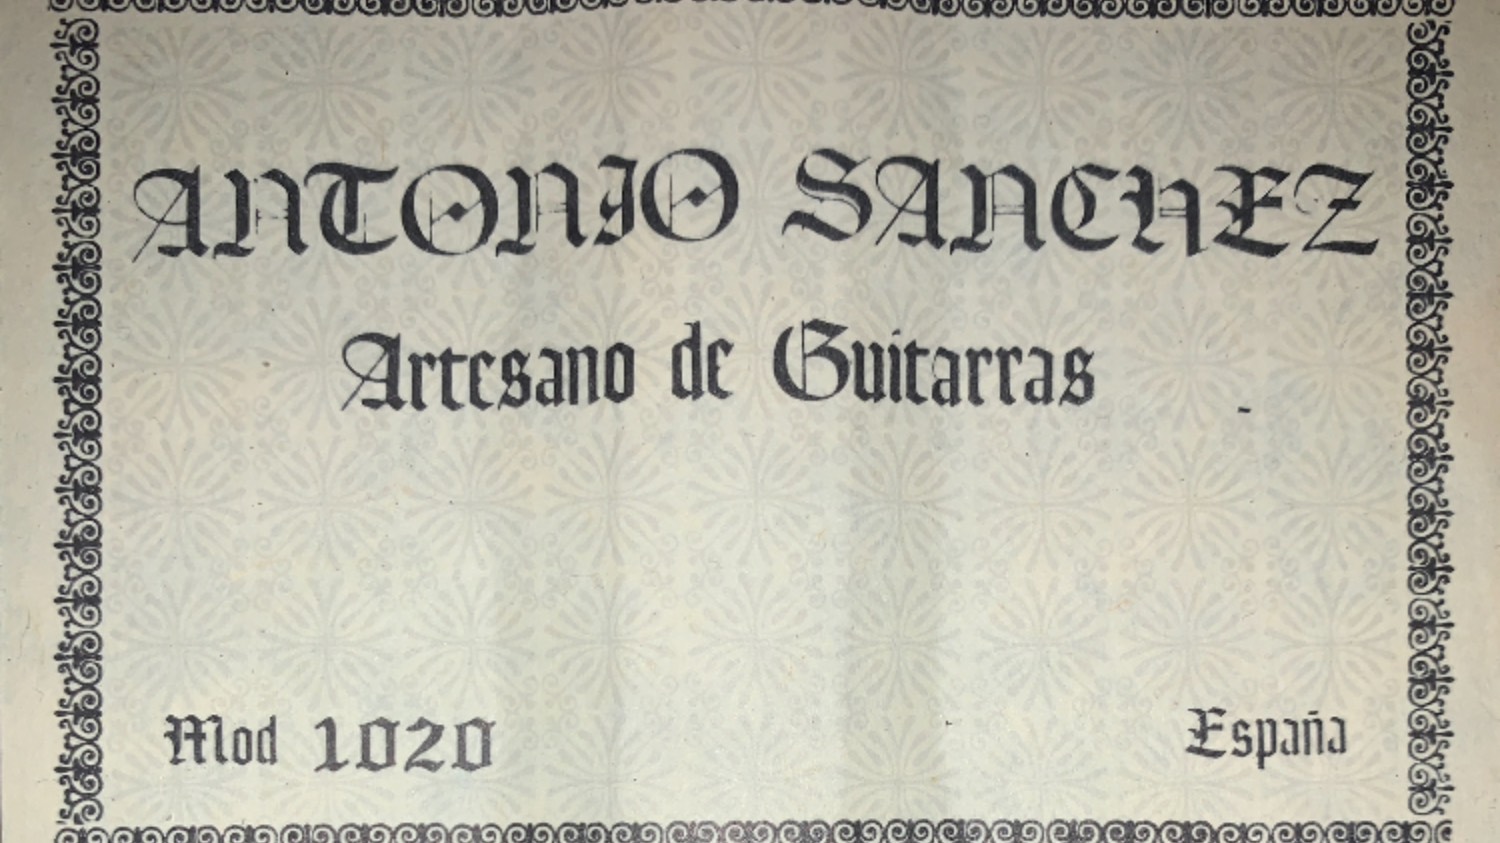 ANTONIO SANCHEZ
Artesano de Guitarras
Mod 1020
España